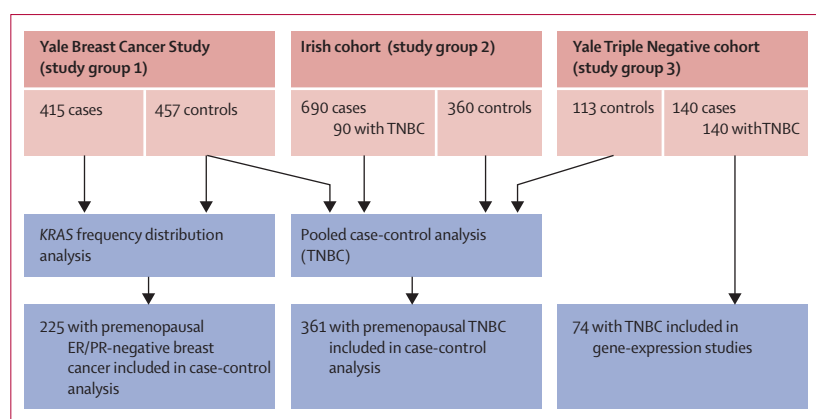 Yale Breast Cancer Study
(study group 1)
Irish cohort (study group 2)
Yale Triple Negative cohort
(study group 3)
415 cases
457 controls
690 cases
90 with TNBC
360 controls
113 controls
140 cases
140 withTNBC
KRAS frequency distribution
analysis
Pooled case-control analysis
(TNBC)
225 with premenopausal
ER/PR-negative breast
cancer included in case-control
analysis
361 with premenopausal TNBC
included in case-control
analysis
74 with TNBC included in
gene-expression studies